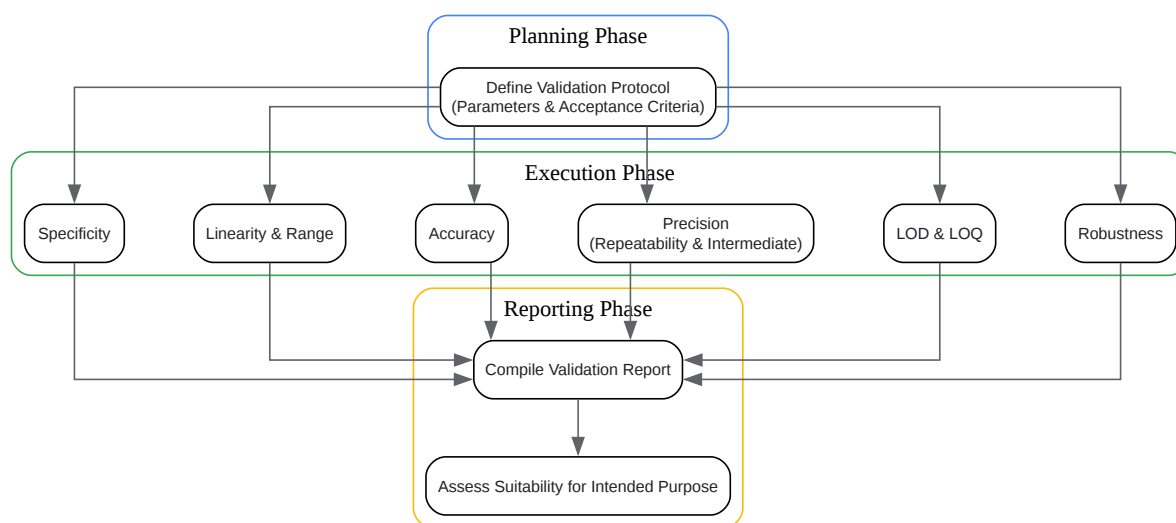 Planning Phase
Define Validation Protocol
(Parameters & Acceptance Criteria)
Execution Phase
Specificity
Linearity & Range
Accuracy
Precision
(Repeatability & Intermediate)
LOD & LOQ
Robustness
Reporting Phase
Compile Validation Report
Assess Suitability for Intended Purpose